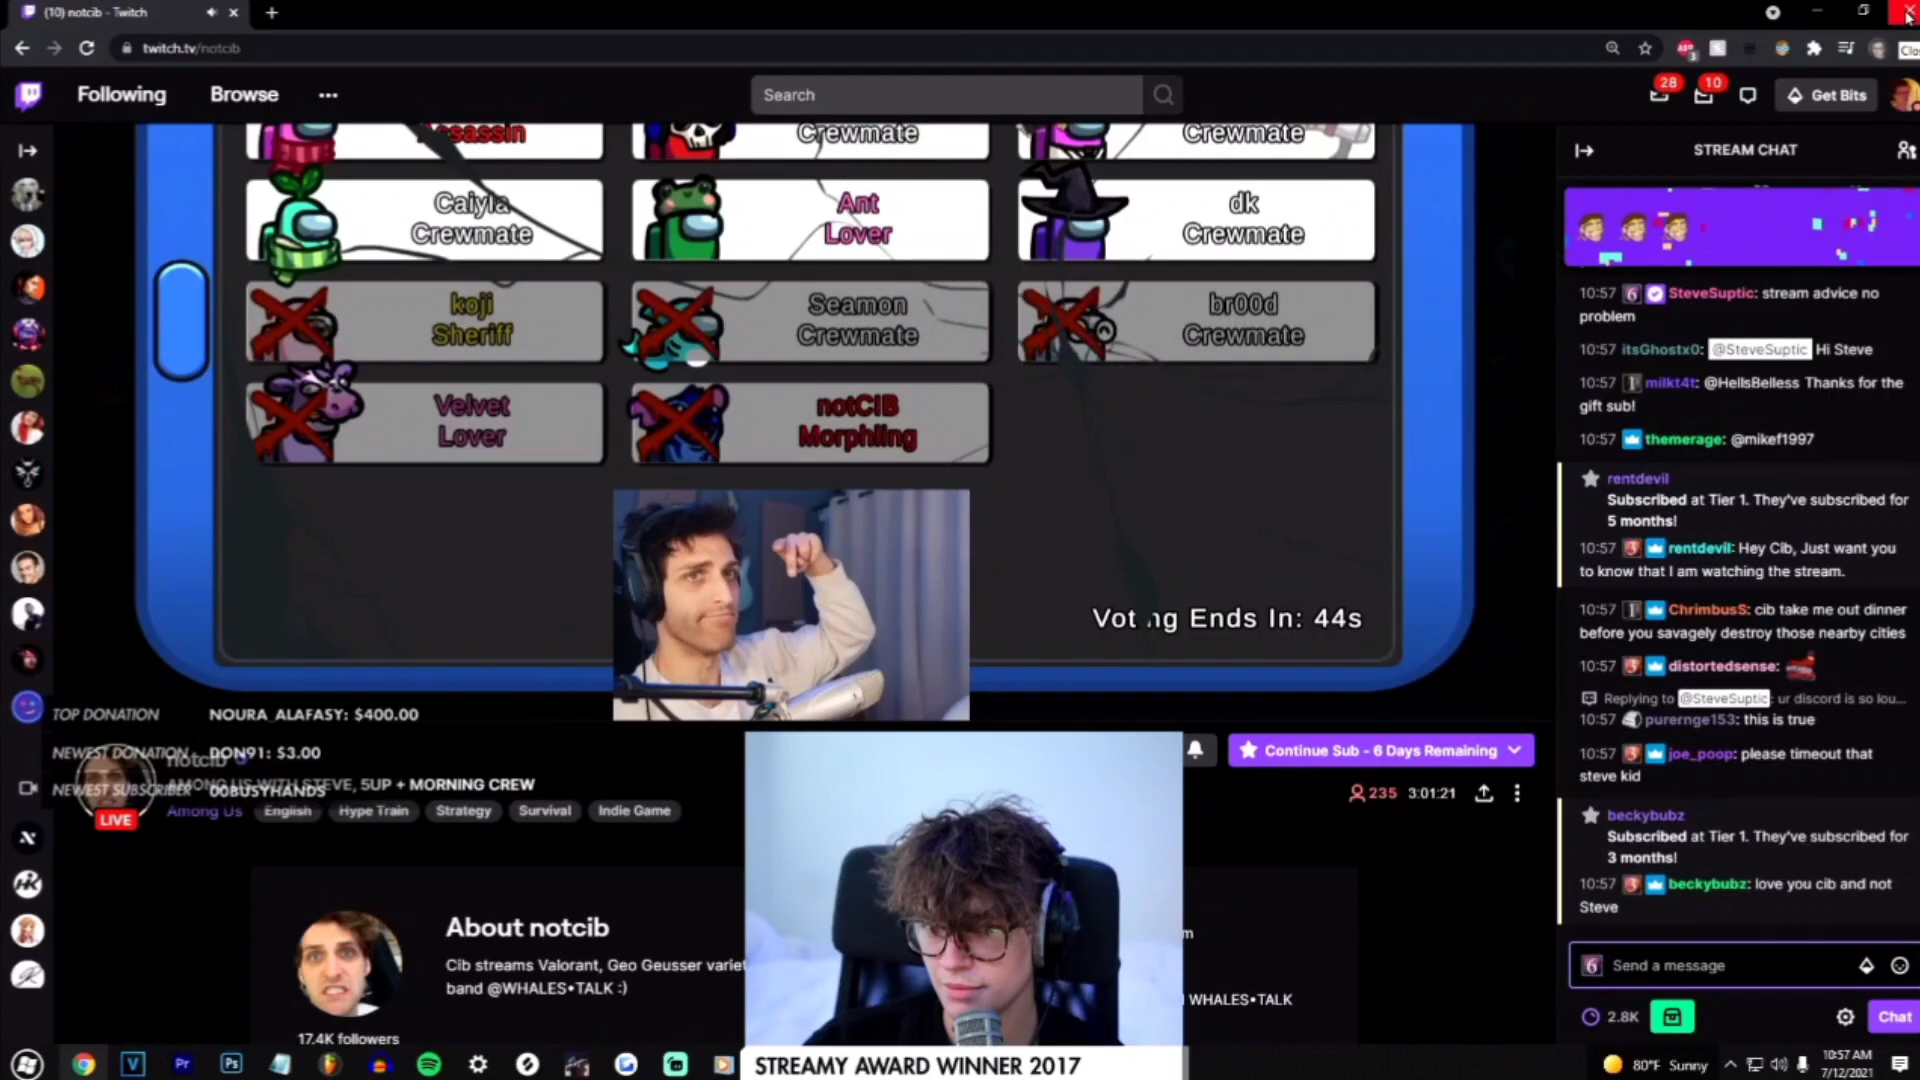 (10) notcib - Twitch
twitch.tv/notcib
Following
Browse
Search
28
10
Get Bits
Assassin
Crewmate
Crewmate
Caiyla
Crewmate
Ant
Lover
dk
Crewmate
koji
Sheriff
Seamon
Crewmate
br00d
Crewmate
Velvet
Lover
notCIB
Morphling
Voting Ends In: 44s
TOP DONATION NOURA_ALAFASY: $400.00
NEWEST DONATION DON91: $3.00
NEWEST SUBSCRIBER 00BUSYHANDS
notcib
AMONG US WITH STEVE, 5UP + MORNING CREW
LIVE
Among Us English Hype Train Strategy Survival Indie Game
Continue Sub - 6 Days Remaining
235 3:01:21
About notcib
Cib streams Valorant, Geo Geusser variet
band @WHALES•TALK :)
WHALES•TALK
17.4K followers
STREAMY AWARD WINNER 2017
STREAM CHAT
10:57 SteveSuptic: stream advice no
problem
10:57 itsGhostx0: @SteveSuptic Hi Steve
10:57 milkt4t: @HellsBelless Thanks for the
gift sub!
10:57 themerage: @mikef1997
rentdevil
Subscribed at Tier 1. They've subscribed for
5 months!
10:57 rentdevil: Hey Cib, Just want you
to know that I am watching the stream.
10:57 ChrimbusS: cib take me out dinner
before you savagely destroy those nearby cities
10:57 distortedsense:
Replying to @SteveSuptic: ur discord is so lou...
10:57 purernge153: this is true
10:57 joe_poop: please timeout that
steve kid
beckybubz
Subscribed at Tier 1. They've subscribed for
3 months!
10:57 beckybubz: love you cib and not
Steve
Send a message
2.8K
Chat
80°F Sunny
10:57 AM
7/12/2021